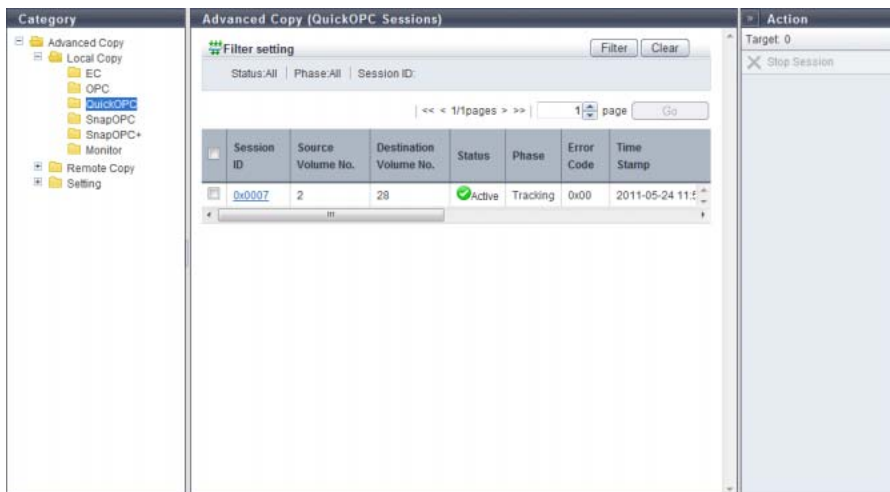 Category
Advanced Copy
Local Copy
EC
OPC
QuickOPC
SnapOPC
SnapOPC+
Monitor
Remote Copy
Setting
Advanced Copy (QuickOPC Sessions)
Filter setting
Filter Clear
Status:All | Phase:All | Session ID:
| << < 1/1pages > >> | 1 page Go
Session ID Source Volume No. Destination Volume No. Status Phase Error Code Time Stamp
0x0007 2 28 Active Tracking 0x00 2011-05-24 11:5
» Action
Target: 0
Stop Session